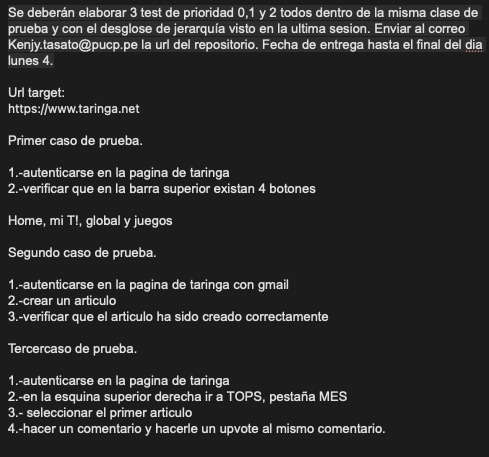 Se deberán elaborar 3 test de prioridad 0,1 y 2 todos dentro de la misma clase de
prueba y con el desglose de jerarquía visto en la ultima sesion. Enviar al correo
Kenjy.tasato@pucp.pe la url del repositorio. Fecha de entrega hasta el final del dia
lunes 4.
Url target:
https://www.taringa.net
Primer caso de prueba.
1.-autenticarse en la pagina de taringa
2.-verificar que en la barra superior existan 4 botones
Home, mi T!, global y juegos
Segundo caso de prueba.
1.-autenticarse en la pagina de taringa con gmail
2.-crear un articulo
3.-verificar que el articulo ha sido creado correctamente
Tercercaso de prueba.
1.-autenticarse en la pagina de taringa
2.-en la esquina superior derecha ir a TOPS, pestaña MES
3.- seleccionar el primer articulo
4.-hacer un comentario y hacerle un upvote al mismo comentario.